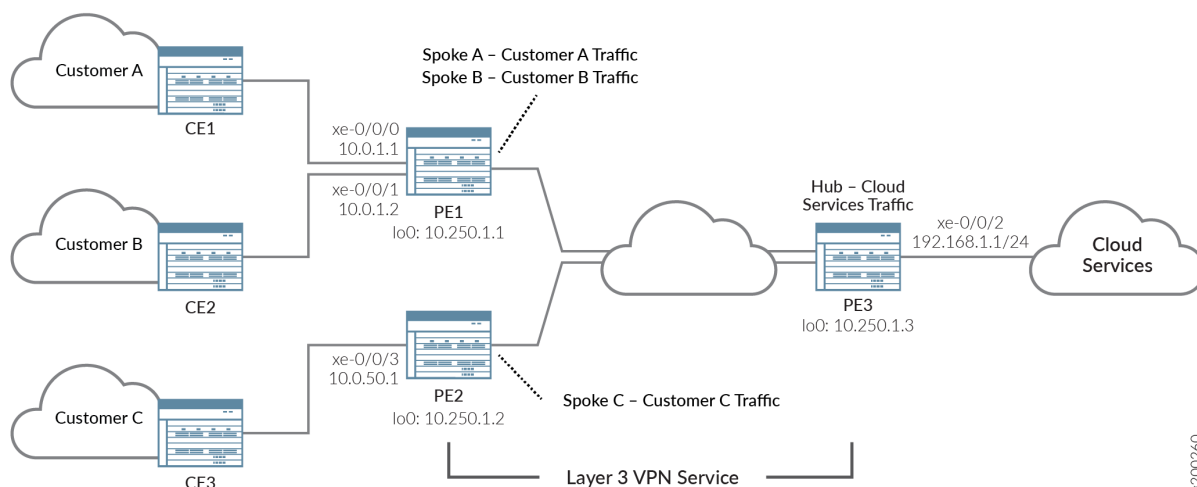 Customer A
CE1
Spoke A – Customer A Traffic
Spoke B – Customer B Traffic
xe-0/0/0
10.0.1.1
xe-0/0/1
10.0.1.2
PE1
lo0: 10.250.1.1
Customer B
CE2
Hub – Cloud
Services Traffic
xe-0/0/2
192.168.1.1/24
Cloud
Services
PE3
lo0: 10.250.1.3
xe-0/0/3
10.0.50.1
PE2
lo0: 10.250.1.2
Spoke C – Customer C Traffic
Customer C
CE3
Layer 3 VPN Service